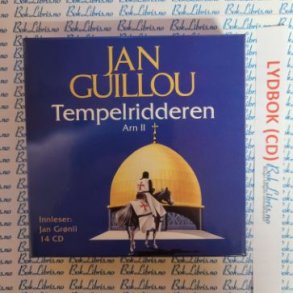 JAN
GUILLOU
Tempelridderen
Arn II
Innleser:
Jan Grønli
14 CD
LYDBOK (CD)
BokLibris.no